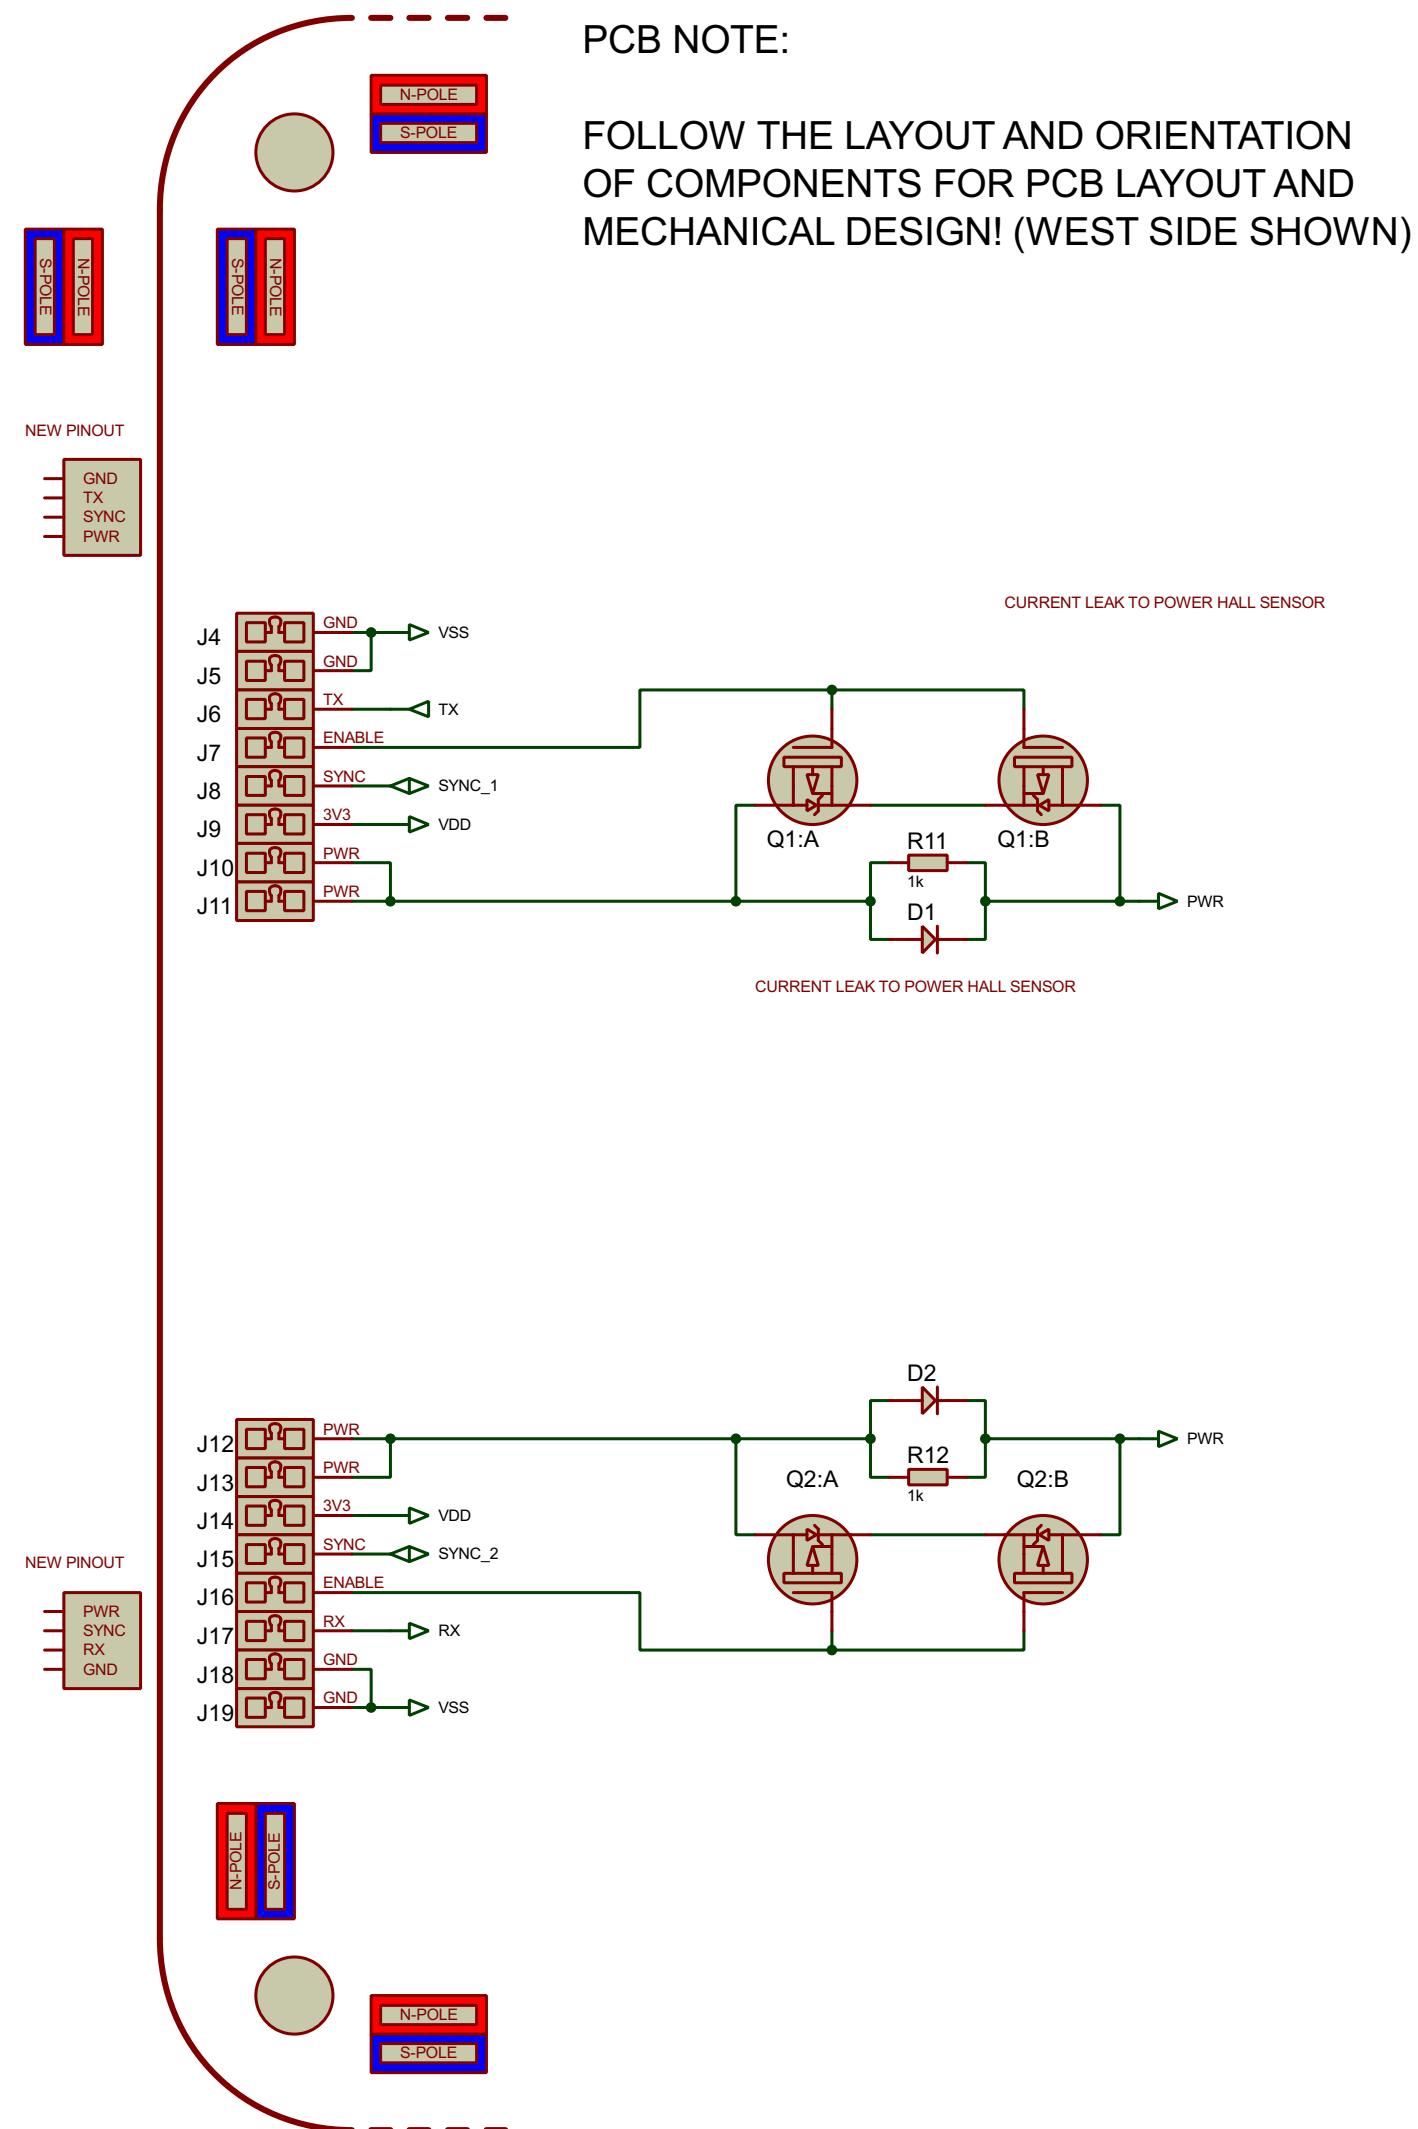 PCB NOTE:
FOLLOW THE LAYOUT AND ORIENTATION
OF COMPONENTS FOR PCB LAYOUT AND
MECHANICAL DESIGN! (WEST SIDE SHOWN)
N-POLE
S-POLE
S-POLE
N-POLE
S-POLE
N-POLE
NEW PINOUT
GND
TX
SYNC
PWR
CURRENT LEAK TO POWER HALL SENSOR
J4 GND VSS
J5 GND
J6 TX TX
J7 ENABLE
J8 SYNC SYNC_1
J9 3V3 VDD
J10 PWR
J11 PWR
Q1:A
Q1:B
R11
1k
D1
PWR
CURRENT LEAK TO POWER HALL SENSOR
D2
R12
1k
PWR
Q2:A
Q2:B
J12 PWR
J13 PWR
J14 3V3 VDD
J15 SYNC SYNC_2
J16 ENABLE
J17 RX RX
J18 GND
J19 GND VSS
NEW PINOUT
PWR
SYNC
RX
GND
N-POLE
S-POLE
N-POLE
S-POLE